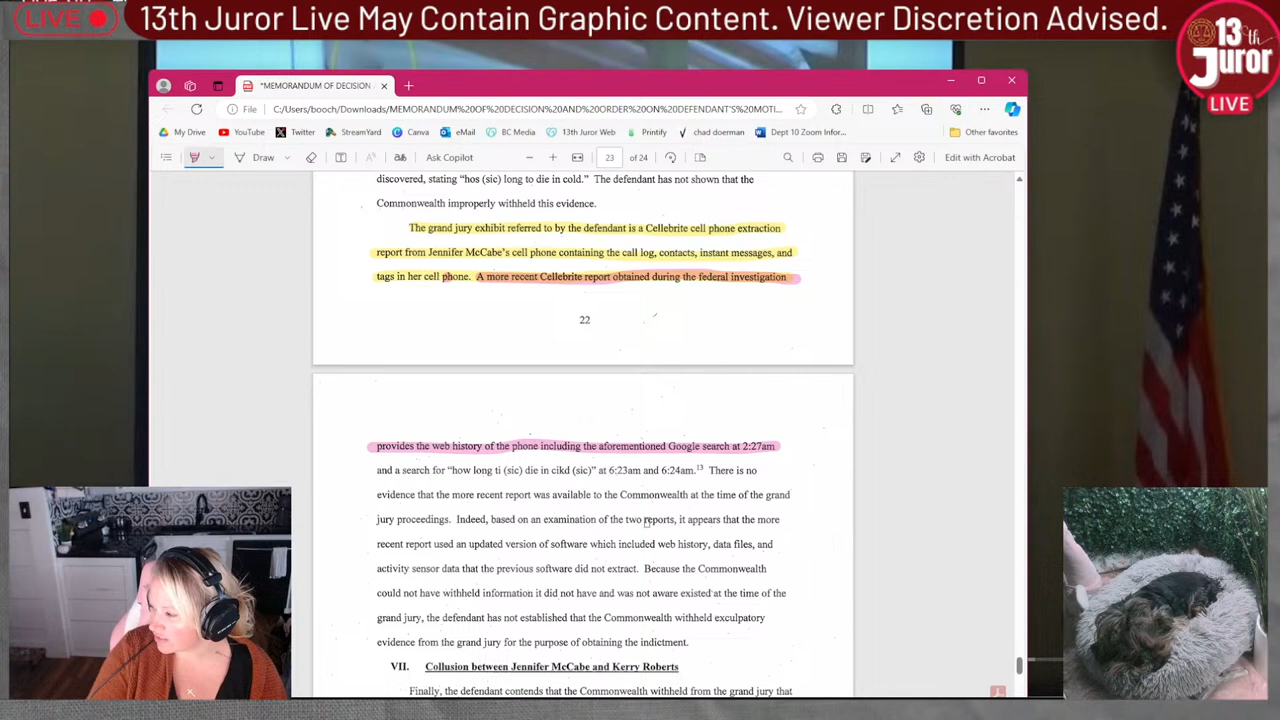 LIVE
13th Juror Live May Contain Graphic Content. Viewer Discretion Advised.
13th
Juror
LIVE
*MEMORANDUM OF DECISION
File
C:/Users/booch/Downloads/MEMORANDUM%20OF%20DECISION%20AND%20ORDER%20ON%20DEFENDANT'S%20MOTI...
My Drive
YouTube
Twitter
StreamYard
Canva
eMail
BC Media
13th Juror Web
Printify
chad doerman
Dept 10 Zoom Infor...
Other favorites
Draw
Ask Copilot
23
of 24
Edit with Acrobat
discovered, stating “hos (sic) long to die in cold.” The defendant has not shown that the
Commonwealth improperly withheld this evidence.
The grand jury exhibit referred to by the defendant is a Cellebrite cell phone extraction
report from Jennifer McCabe's cell phone containing the call log, contacts, instant messages, and
tags in her cell phone. A more recent Cellebrite report obtained during the federal investigation
22
provides the web history of the phone including the aforementioned Google search at 2:27am
and a search for “how long ti (sic) die in cikd (sic)” at 6:23am and 6:24am.13 There is no
evidence that the more recent report was available to the Commonwealth at the time of the grand
jury proceedings. Indeed, based on an examination of the two reports, it appears that the more
recent report used an updated version of software which included web history, data files, and
activity sensor data that the previous software did not extract. Because the Commonwealth
could not have withheld information it did not have and was not aware existed at the time of the
grand jury, the defendant has not established that the Commonwealth withheld exculpatory
evidence from the grand jury for the purpose of obtaining the indictment.
VII. Collusion between Jennifer McCabe and Kerry Roberts
Finally, the defendant contends that the Commonwealth withheld from the grand jury that